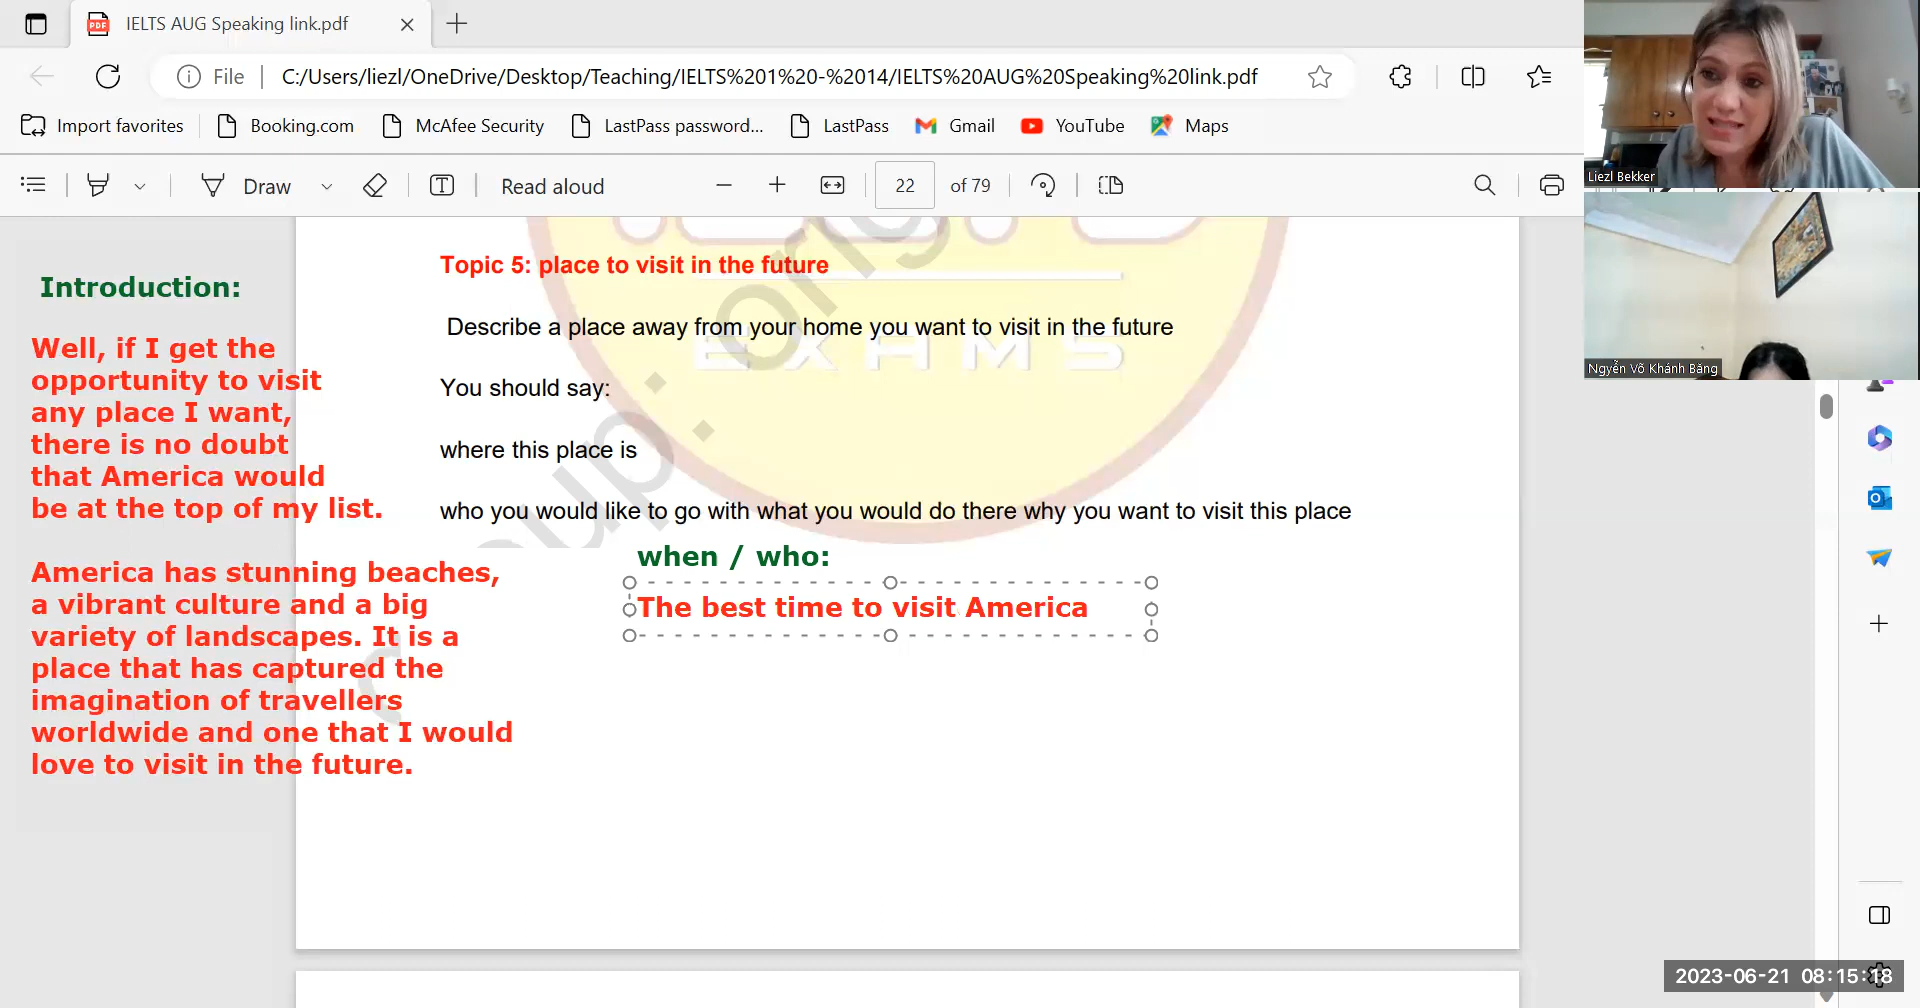 IELTS AUG Speaking link.pdf
File
C:/Users/liezl/OneDrive/Desktop/Teaching/IELTS%201%20-%2014/IELTS%20AUG%20Speaking%20link.pdf
Import favorites
Booking.com
McAfee Security
LastPass password...
LastPass
Gmail
YouTube
Maps
Draw
Read aloud
22
of 79
Liezl Bekker
Nguyễn Võ Khánh Băng
Topic 5: place to visit in the future
Describe a place away from your home you want to visit in the future
EXAMS
You should say:
where this place is
who you would like to go with what you would do there why you want to visit this place
Introduction:
Well, if I get the
opportunity to visit
any place I want,
there is no doubt
that America would
be at the top of my list.
America has stunning beaches,
a vibrant culture and a big
variety of landscapes. It is a
place that has captured the
imagination of travellers
worldwide and one that I would
love to visit in the future.
when / who:
The best time to visit America
2023-06-21 08:15:18